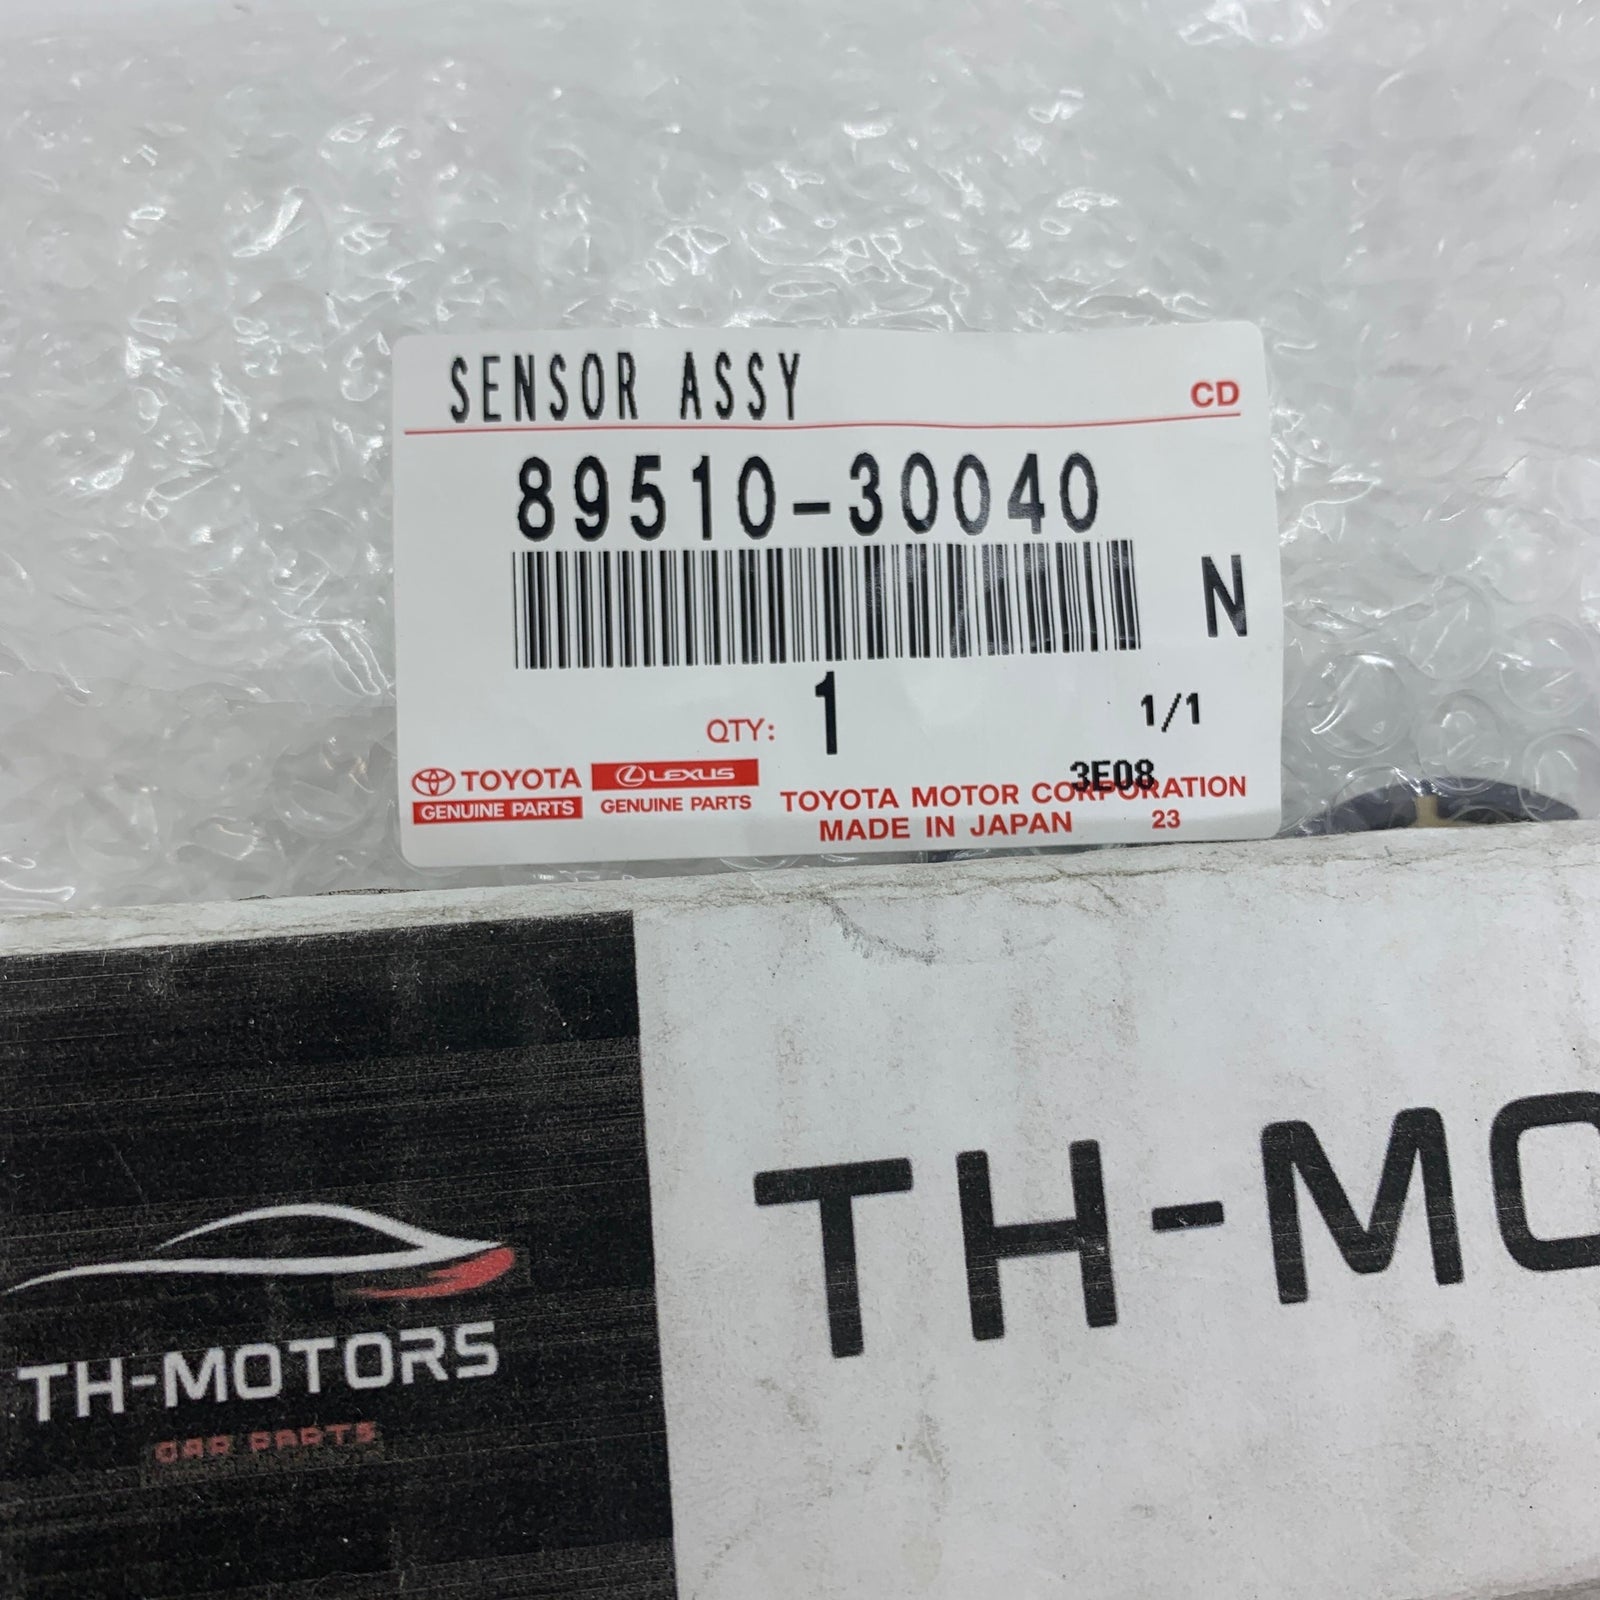 SENSOR ASSY
CD
89510-30040
N
QTY: 1
1/1
3E08
TOYOTA
GENUINE PARTS
LEXUS
GENUINE PARTS
TOYOTA MOTOR CORPORATION
MADE IN JAPAN 23
TH-MO
TH-MOTORS
CAR PARTS